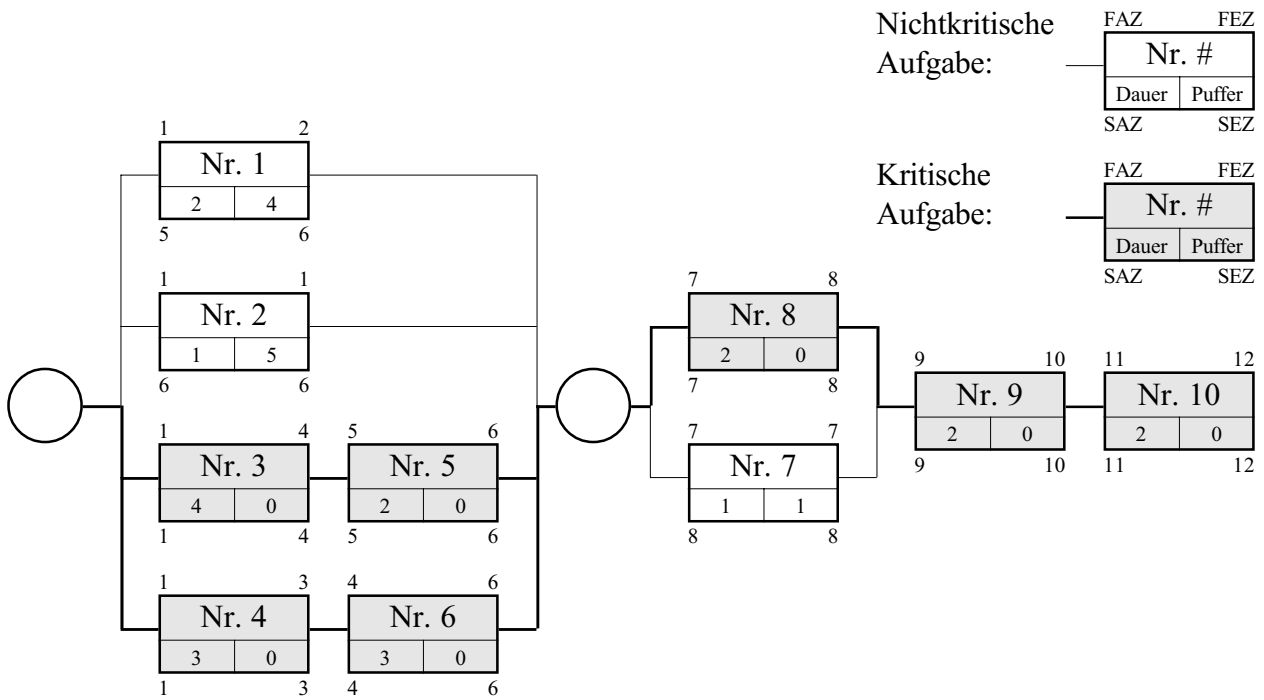 Nichtkritische
Aufgabe:
FAZ FEZ
Nr. #
Dauer Puffer
SAZ SEZ
Kritische
Aufgabe:
FAZ FEZ
Nr. #
Dauer Puffer
SAZ SEZ
1 2
Nr. 1
2 4
5 6
1 1
Nr. 2
1 5
6 6
1 4
Nr. 3
4 0
1 4
5 6
Nr. 5
2 0
5 6
1 3
Nr. 4
3 0
1 3
4 6
Nr. 6
3 0
4 6
7 8
Nr. 8
2 0
7 8
7 7
Nr. 7
1 1
8 8
9 10
Nr. 9
2 0
9 10
11 12
Nr. 10
2 0
11 12